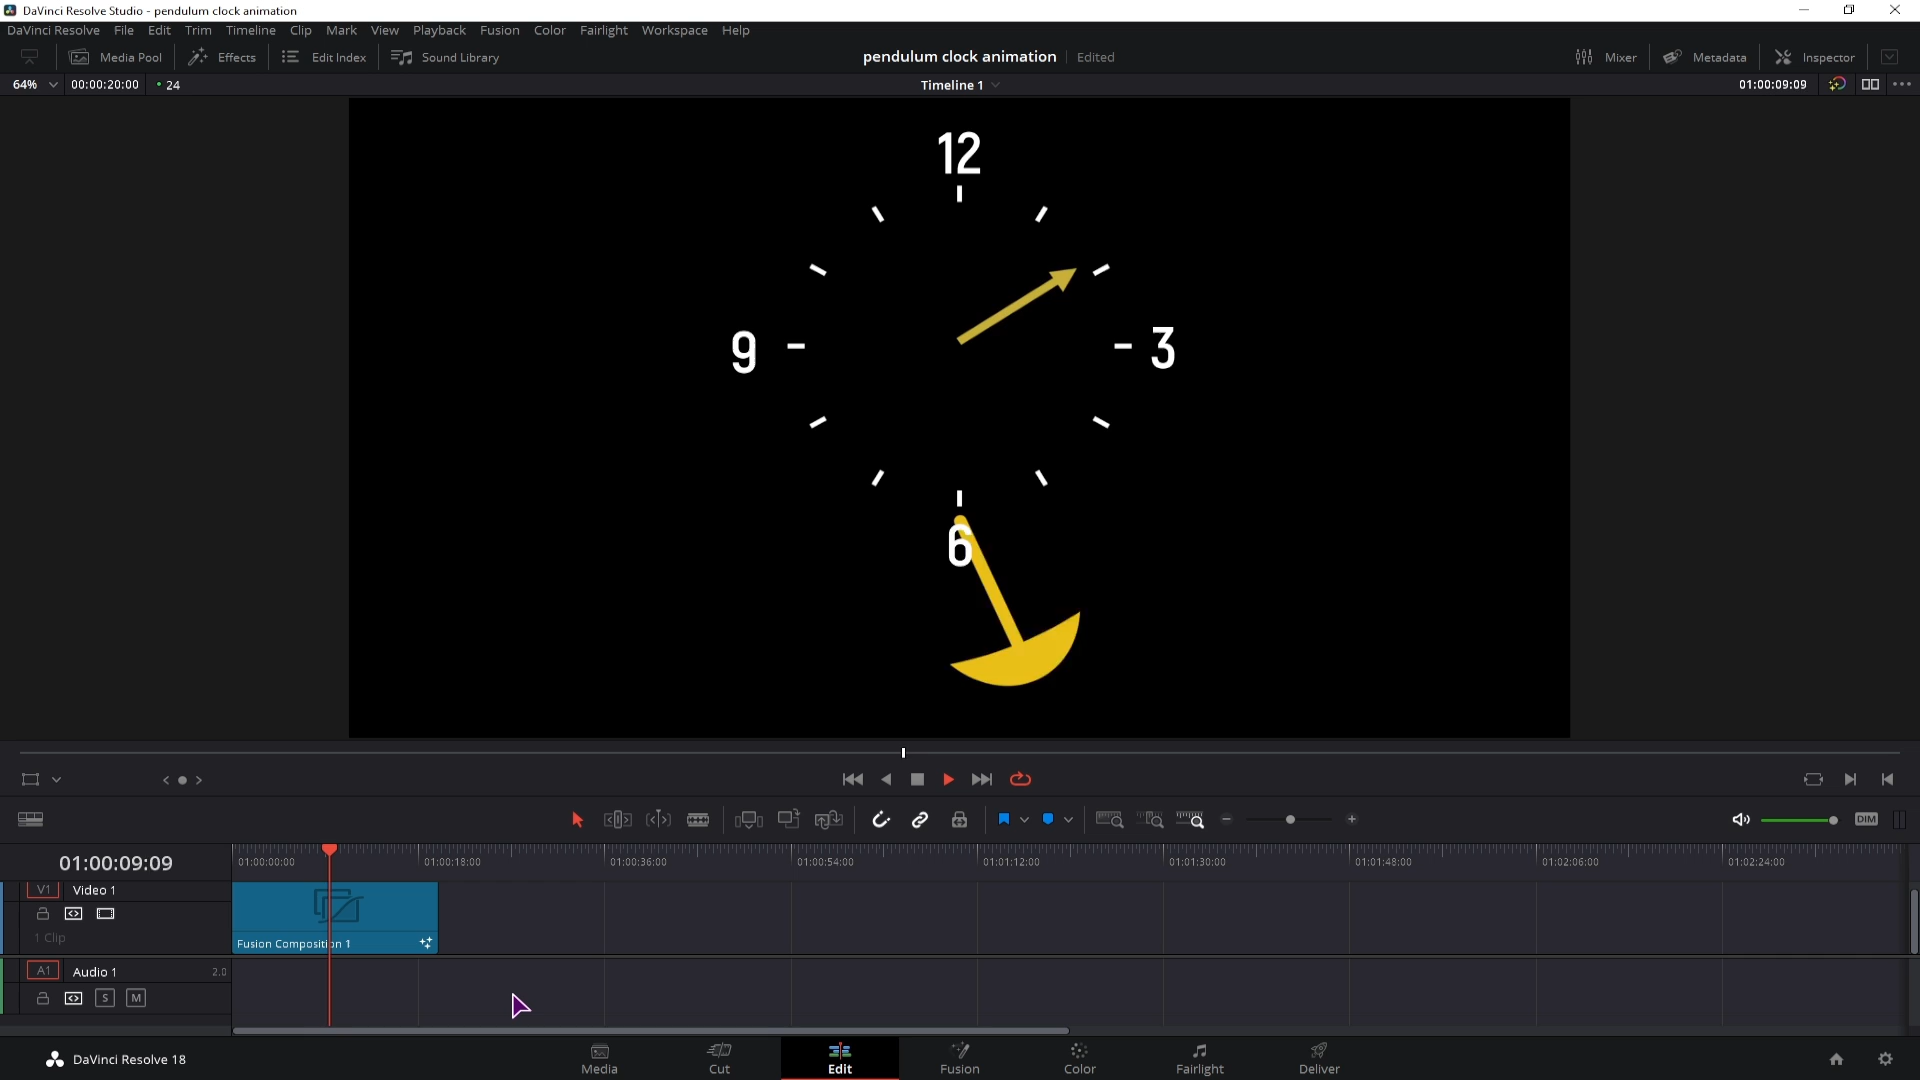 DaVinci Resolve Studio - pendulum clock animation
DaVinci Resolve File Edit Trim Timeline Clip Mark View Playback Fusion Color Fairlight Workspace Help
Media Pool Effects Edit Index Sound Library pendulum clock animation Edited Mixer Metadata Inspector
64% 00:00:20:00 24 Timeline 1 01:00:09:09
12
9 3
6
DIM
01:00:09:09 01:00:00:00 01:00:18:00 01:00:36:00 01:00:54:00 01:01:12:00 01:01:30:00 01:01:48:00 01:02:06:00 01:02:24:00
V1 Video 1
1 Clip
Fusion Composition 1
A1 Audio 1 2.0
S M
DaVinci Resolve 18 Media Cut Edit Fusion Color Fairlight Deliver